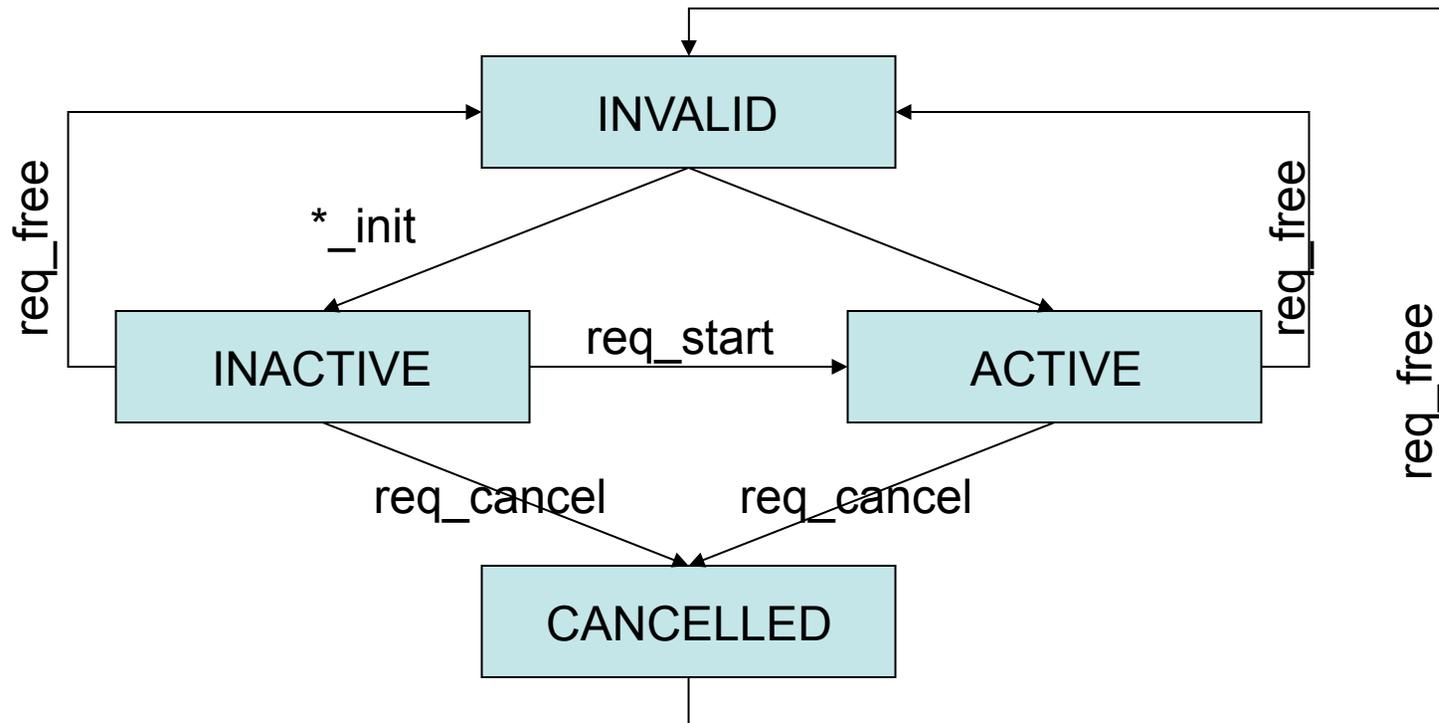 INVALID
req_free
*_init
req_free
INACTIVE
req_start
ACTIVE
req_free
req_cancel
req_cancel
CANCELLED